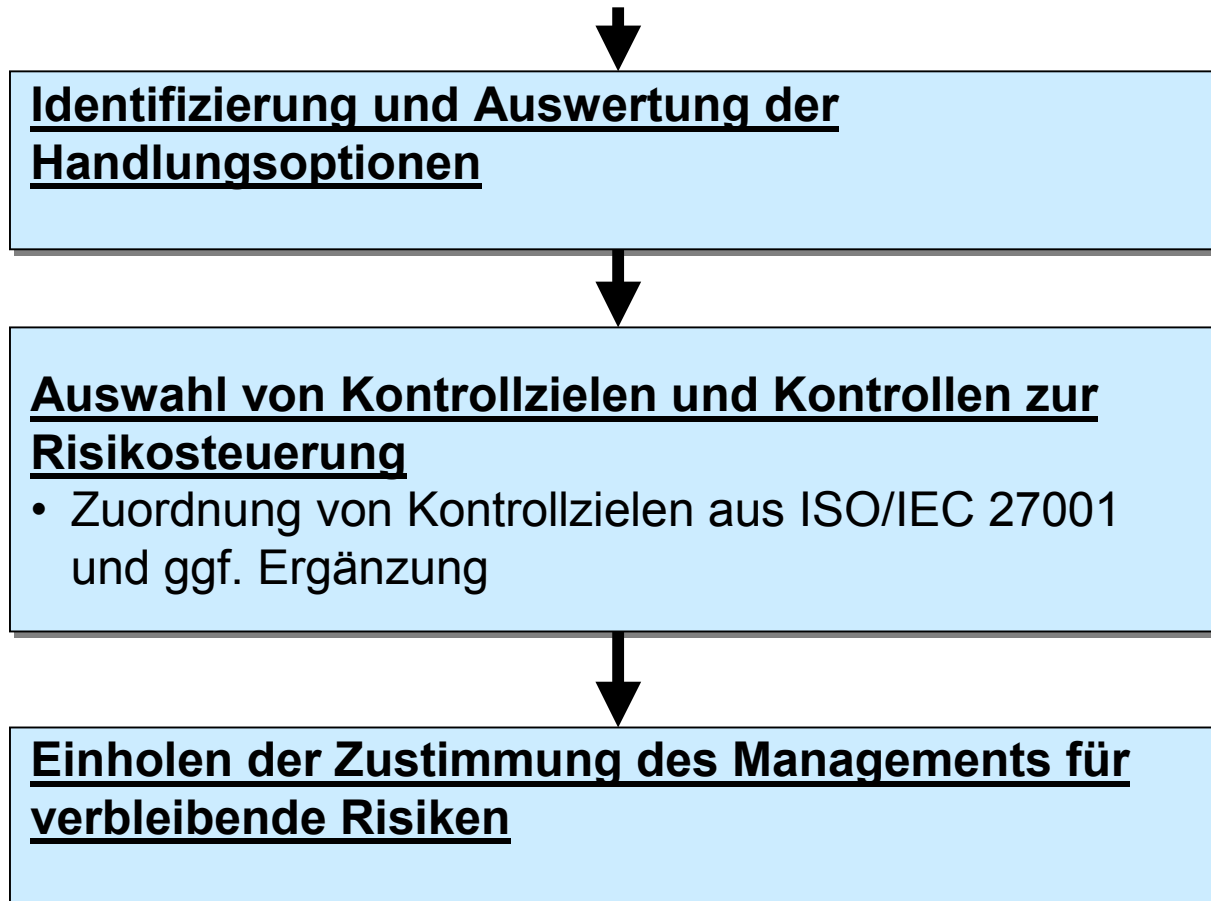 Identifizierung und Auswertung der
Handlungsoptionen
Auswahl von Kontrollzielen und Kontrollen zur
Risikosteuerung
• Zuordnung von Kontrollzielen aus ISO/IEC 27001
und ggf. Ergänzung
Einholen der Zustimmung des Managements für
verbleibende Risiken